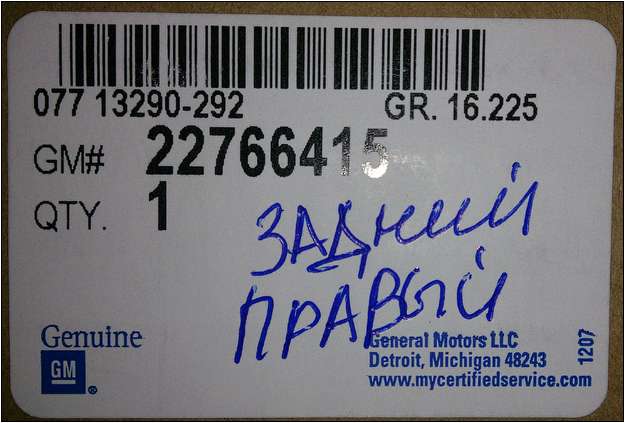 077 13290-292 GR. 16.225
GM# 22766415
QTY. 1
ЗАДНИЙ
ПРАВЫЙ
Genuine
GM ®
General Motors LLC
Detroit, Michigan 48243
www.mycertifiedservice.com
1207